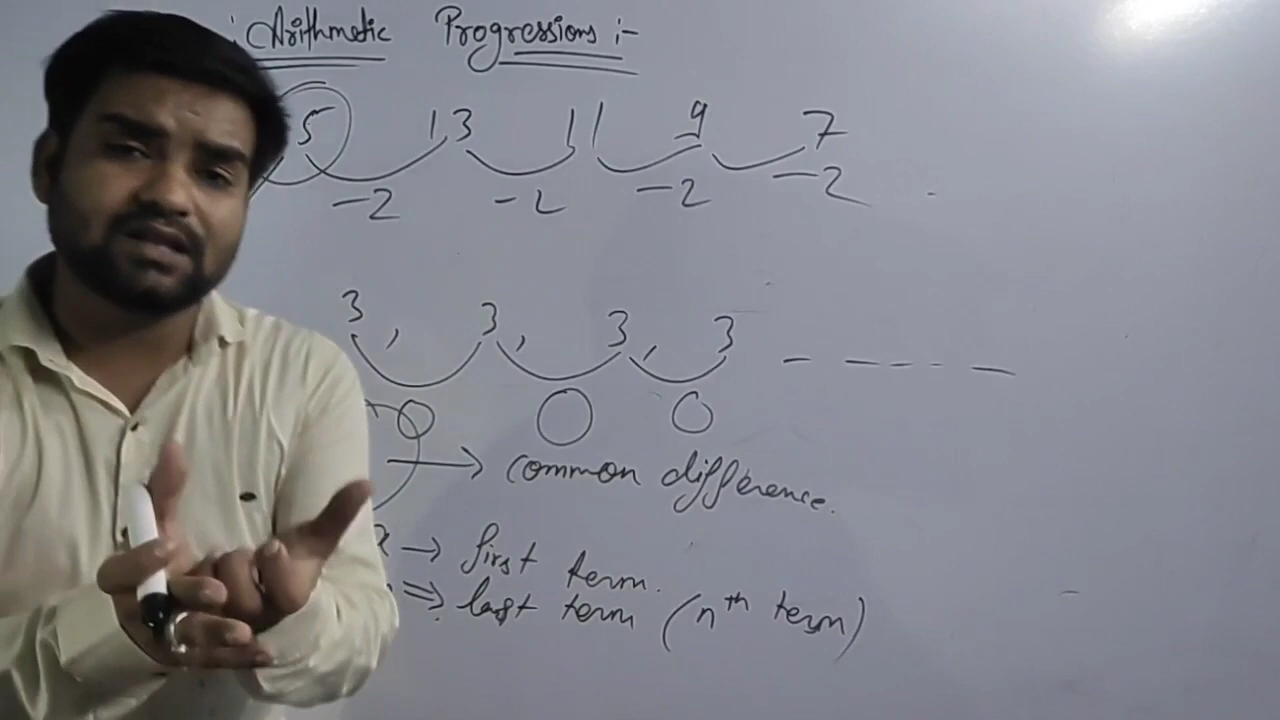 : Arithmetic Progressions :-
5 13 11 9 7
-2 -2 -2 -2
3, 3, 3, 3 - - - - -
0 0 0
→ common difference.
→ first term.
⇒ last term (nth term)